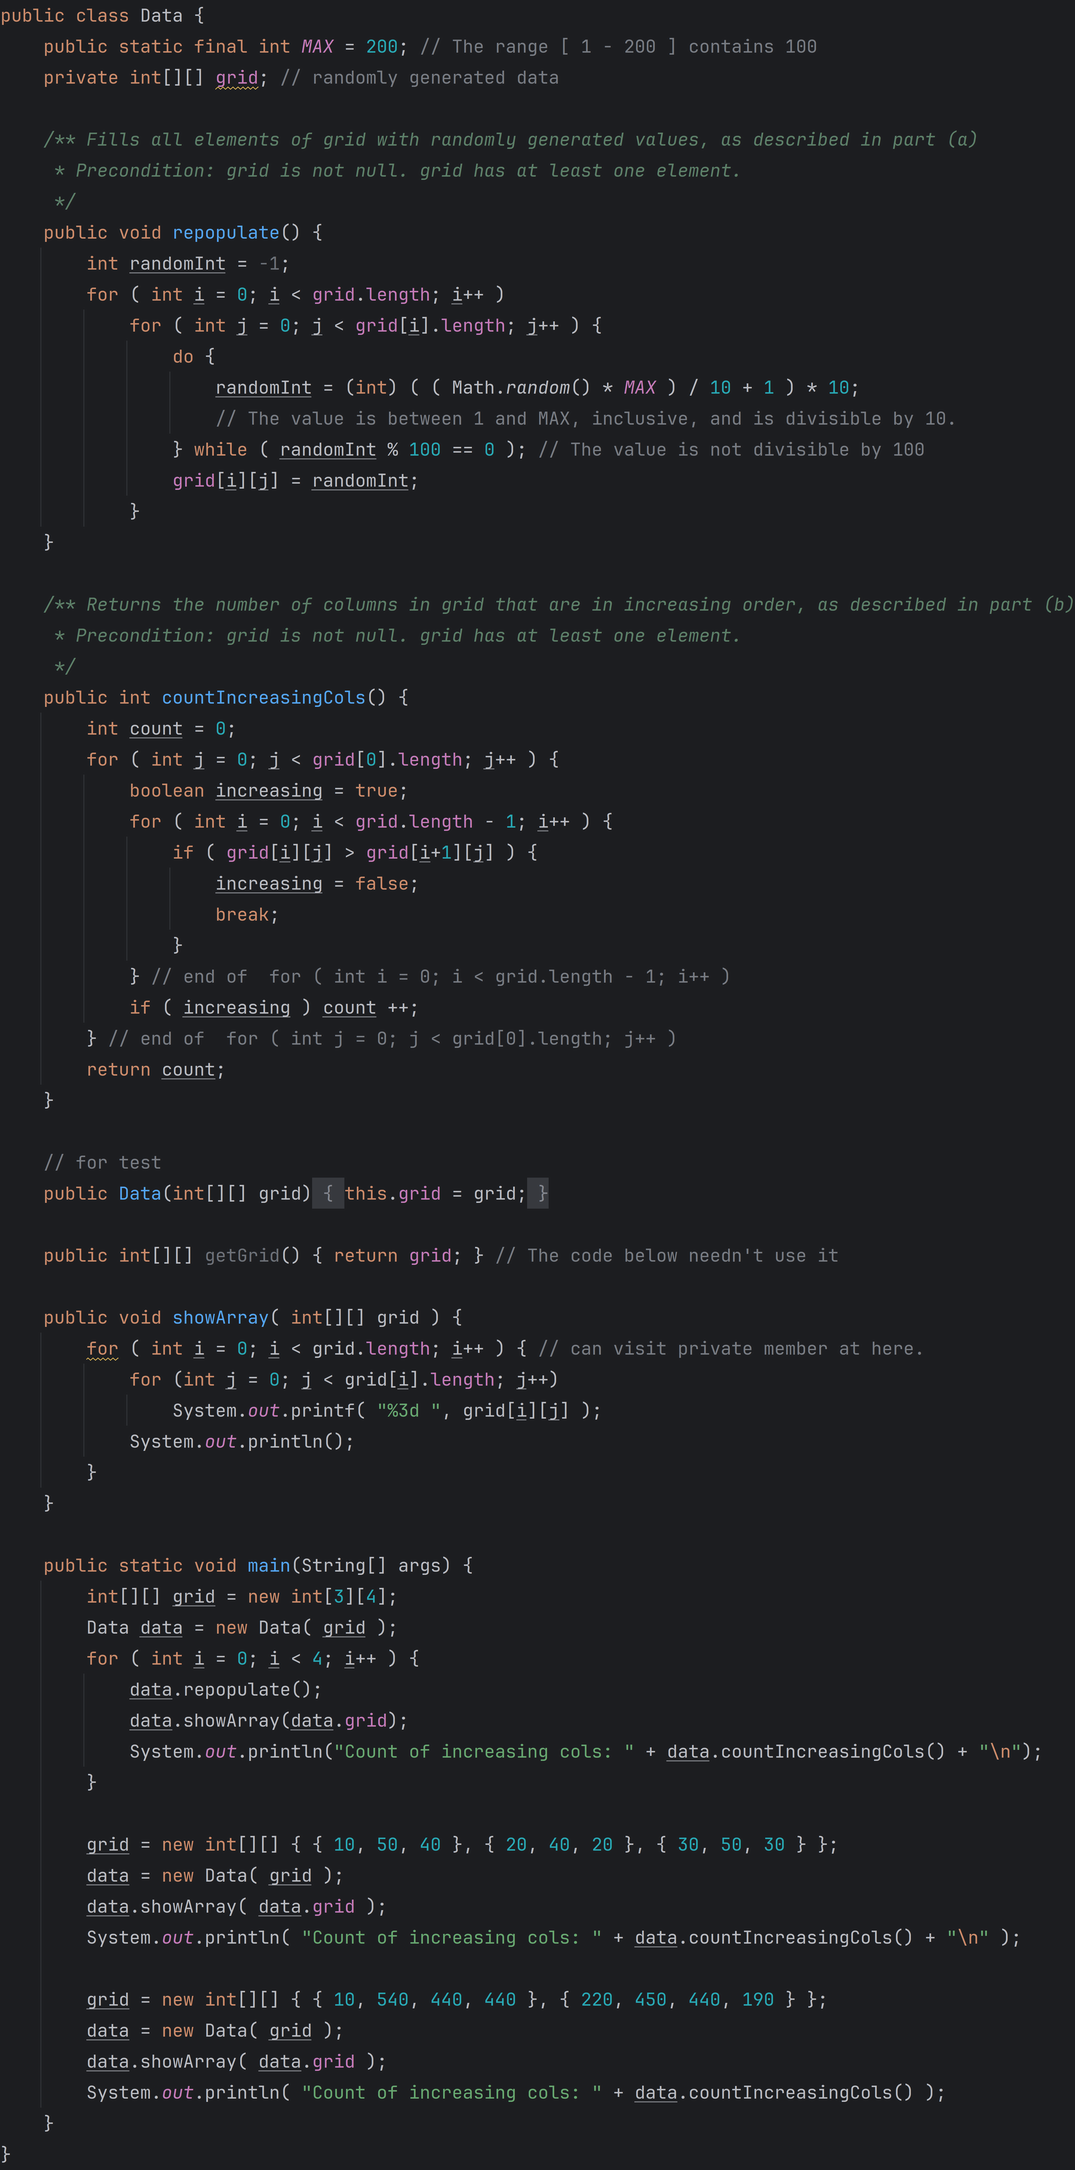 public class Data {
    public static final int MAX = 200; // The range [ 1 - 200 ] contains 100
    private int[][] grid; // randomly generated data

    /** Fills all elements of grid with randomly generated values, as described in part (a)
     * Precondition: grid is not null. grid has at least one element.
     */
    public void repopulate() {
        int randomInt = -1;
        for ( int i = 0; i < grid.length; i++ )
            for ( int j = 0; j < grid[i].length; j++ ) {
                do {
                    randomInt = (int) ( ( Math.random() * MAX ) / 10 + 1 ) * 10;
                    // The value is between 1 and MAX, inclusive, and is divisible by 10.
                } while ( randomInt % 100 == 0 ); // The value is not divisible by 100
                grid[i][j] = randomInt;
            }
    }

    /** Returns the number of columns in grid that are in increasing order, as described in part (b)
     * Precondition: grid is not null. grid has at least one element.
     */
    public int countIncreasingCols() {
        int count = 0;
        for ( int j = 0; j < grid[0].length; j++ ) {
            boolean increasing = true;
            for ( int i = 0; i < grid.length - 1; i++ ) {
                if ( grid[i][j] > grid[i+1][j] ) {
                    increasing = false;
                    break;
                }
            } // end of  for ( int i = 0; i < grid.length - 1; i++ )
            if ( increasing ) count ++;
        } // end of  for ( int j = 0; j < grid[0].length; j++ )
        return count;
    }

    // for test
    public Data(int[][] grid) { this.grid = grid; }

    public int[][] getGrid() { return grid; } // The code below needn't use it

    public void showArray( int[][] grid ) {
        for ( int i = 0; i < grid.length; i++ ) { // can visit private member at here.
            for (int j = 0; j < grid[i].length; j++)
                System.out.printf( "%3d ", grid[i][j] );
            System.out.println();
        }
    }

    public static void main(String[] args) {
        int[][] grid = new int[3][4];
        Data data = new Data( grid );
        for ( int i = 0; i < 4; i++ ) {
            data.repopulate();
            data.showArray(data.grid);
            System.out.println("Count of increasing cols: " + data.countIncreasingCols() + "\n");
        }

        grid = new int[][] { { 10, 50, 40 }, { 20, 40, 20 }, { 30, 50, 30 } };
        data = new Data( grid );
        data.showArray( data.grid );
        System.out.println( "Count of increasing cols: " + data.countIncreasingCols() + "\n" );

        grid = new int[][] { { 10, 540, 440, 440 }, { 220, 450, 440, 190 } };
        data = new Data( grid );
        data.showArray( data.grid );
        System.out.println( "Count of increasing cols: " + data.countIncreasingCols() );
    }
}